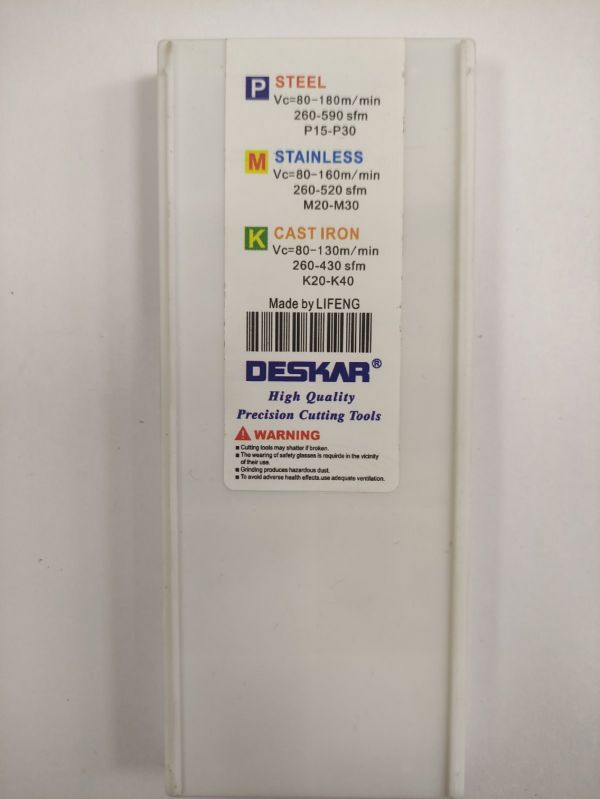 P STEEL
Vc=80-180m/min
260-590 sfm
P15-P30
M STAINLESS
Vc=80-160m/min
260-520 sfm
M20-M30
K CAST IRON
Vc=80-130m/min
260-430 sfm
K20-K40
Made by LIFENG
DESKAR®
High Quality
Precision Cutting Tools
WARNING
Cutting tools may shatter if broken.
The wearing of safety glasses is requirde in the vicinity
of their use.
Grinding produces hazardous dust.
To avoid adverse health effects.use adequate ventilation.